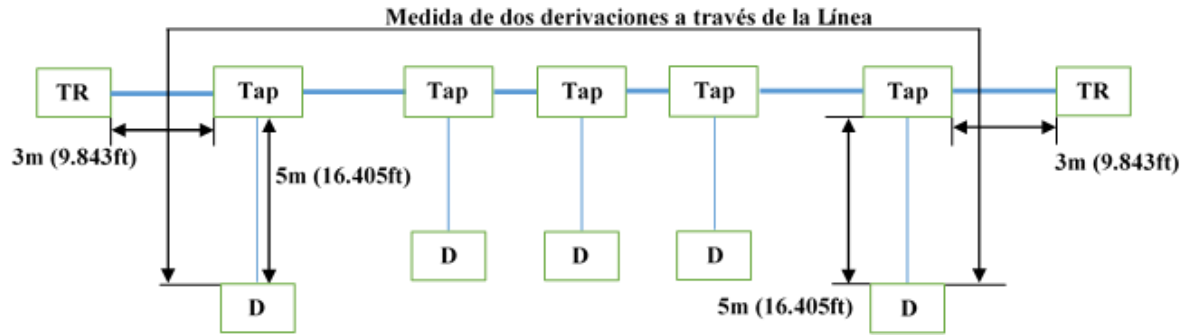 Medida de dos derivaciones a través de la Línea
TR Tap Tap Tap Tap Tap TR
3m (9.843ft) 3m (9.843ft)
5m (16.405ft)
D D D
5m (16.405ft)
D D